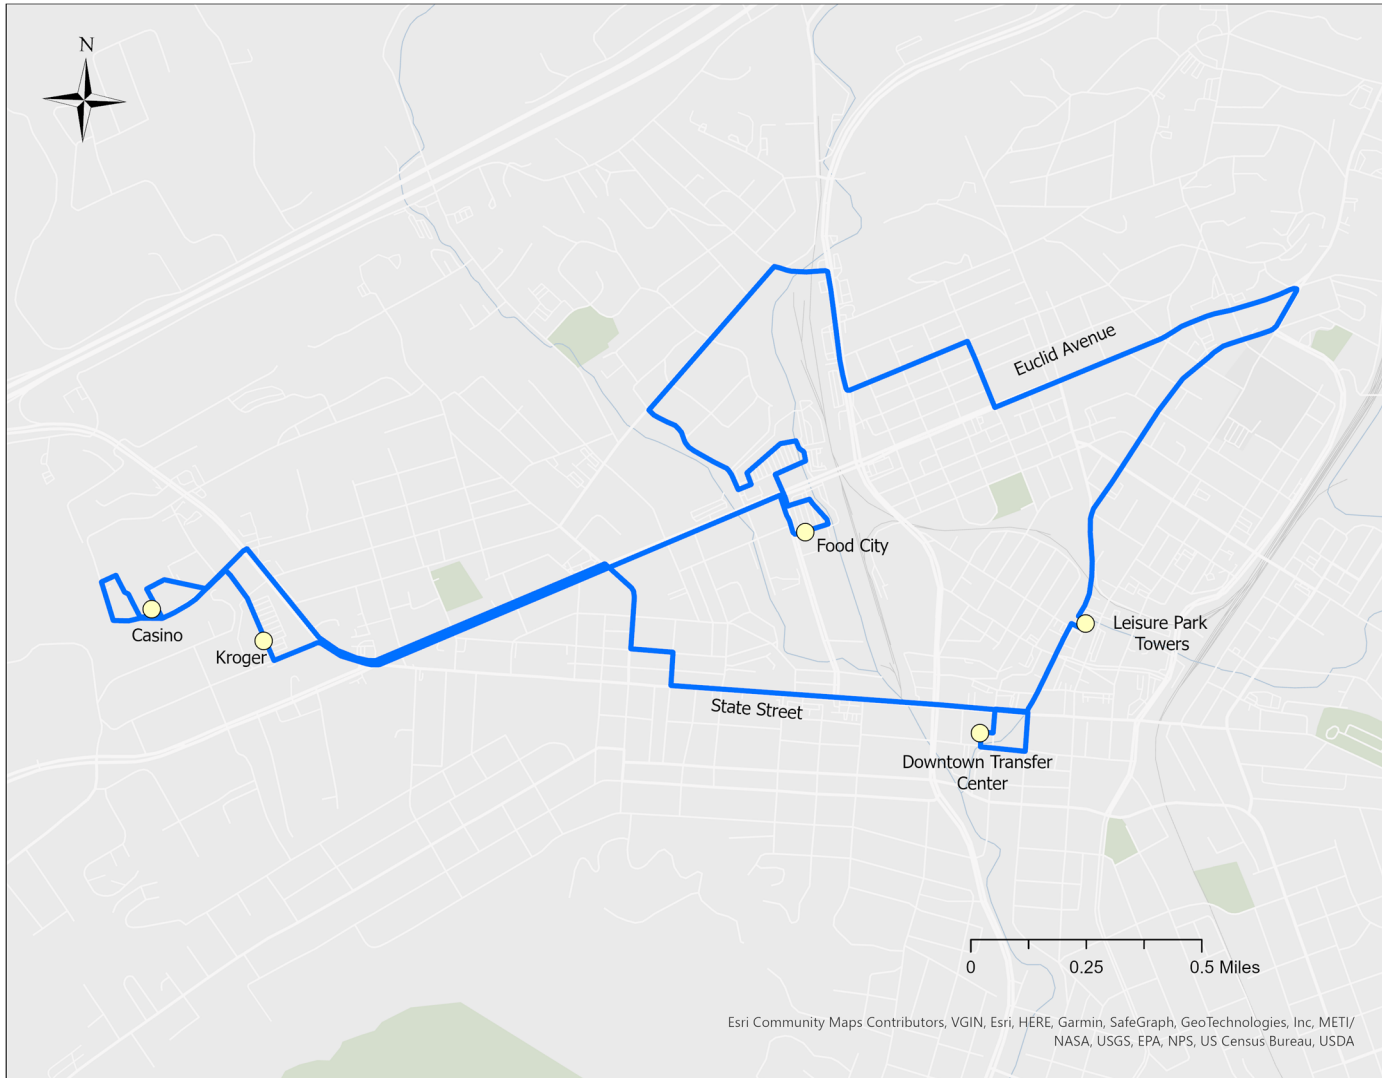 N
Euclid Avenue
Food City
Casino
Kroger
Leisure Park
Towers
State Street
Downtown Transfer
Center
0 0.25 0.5 Miles
Esri Community Maps Contributors, VGIN, Esri, HERE, Garmin, SafeGraph, GeoTechnologies, Inc, METI/
NASA, USGS, EPA, NPS, US Census Bureau, USDA